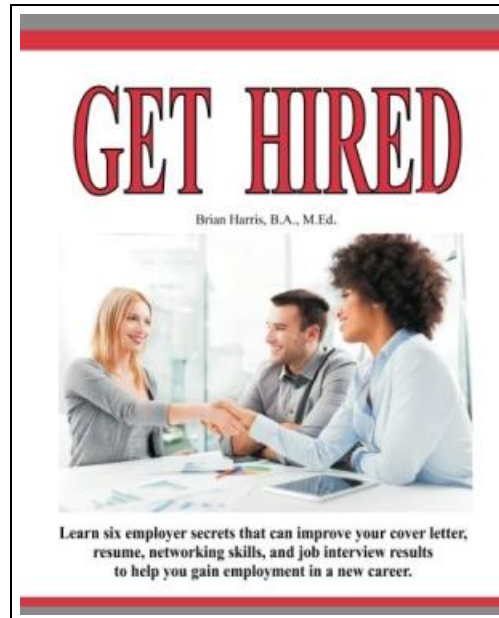 GET HIRED
Brian Harris, B.A., M.Ed.
Learn six employer secrets that can improve your cover letter,
resume, networking skills, and job interview results
to help you gain employment in a new career.